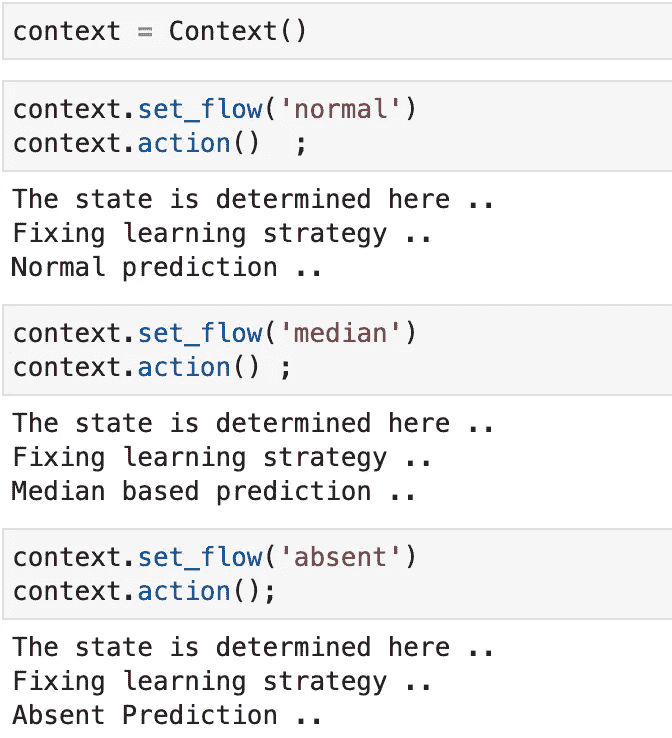 context = Context()
context.set_flow('normal')
context.action()  ;
The state is determined here ..
Fixing learning strategy ..
Normal prediction ..
context.set_flow('median')
context.action() ;
The state is determined here ..
Fixing learning strategy ..
Median based prediction ..
context.set_flow('absent')
context.action();
The state is determined here ..
Fixing learning strategy ..
Absent Prediction ..